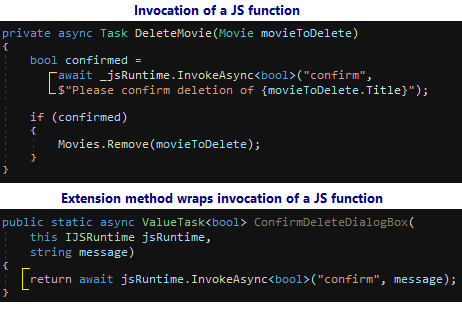 Invocation of a JS function
private async Task DeleteMovie(Movie movieToDelete)
{
    bool confirmed =
        await _jsRuntime.InvokeAsync<bool>("confirm",
        $"Please confirm deletion of {movieToDelete.Title}");
    if (confirmed)
    {
        Movies.Remove(movieToDelete);
    }
}
Extension method wraps invocation of a JS function
public static async ValueTask<bool> ConfirmDeleteDialogBox(
    this IJSRuntime jsRuntime,
    string message)
{
    return await jsRuntime.InvokeAsync<bool>("confirm", message);
}